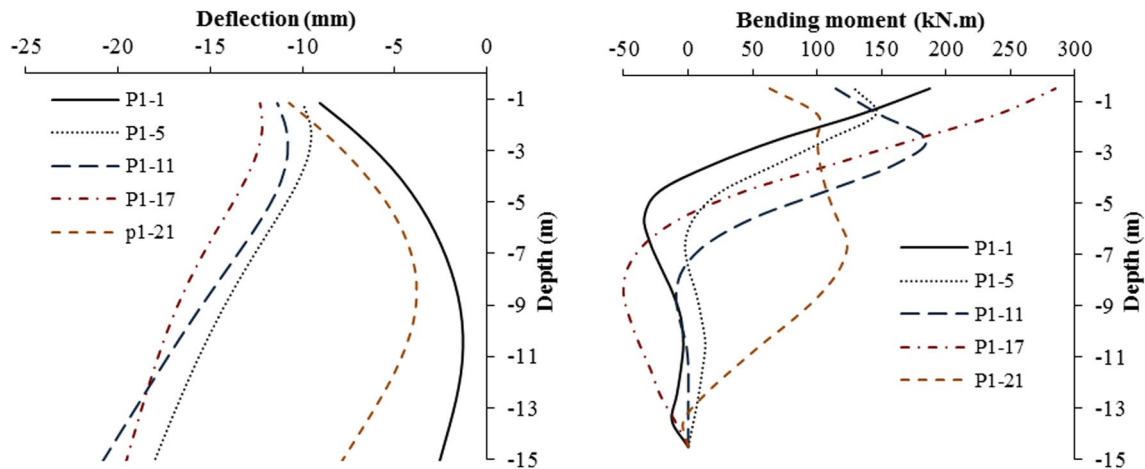 Deflection (mm)
-25 -20 -15 -10 -5 0
-1
-3
-5
-7
-9
-11
-13
-15
Depth (m)
P1-1
P1-5
P1-11
P1-17
p1-21
Bending moment (kN.m)
-50 0 50 100 150 200 250 300
-1
-3
-5
-7
-9
-11
-13
-15
Depth (m)
P1-1
P1-5
P1-11
P1-17
P1-21